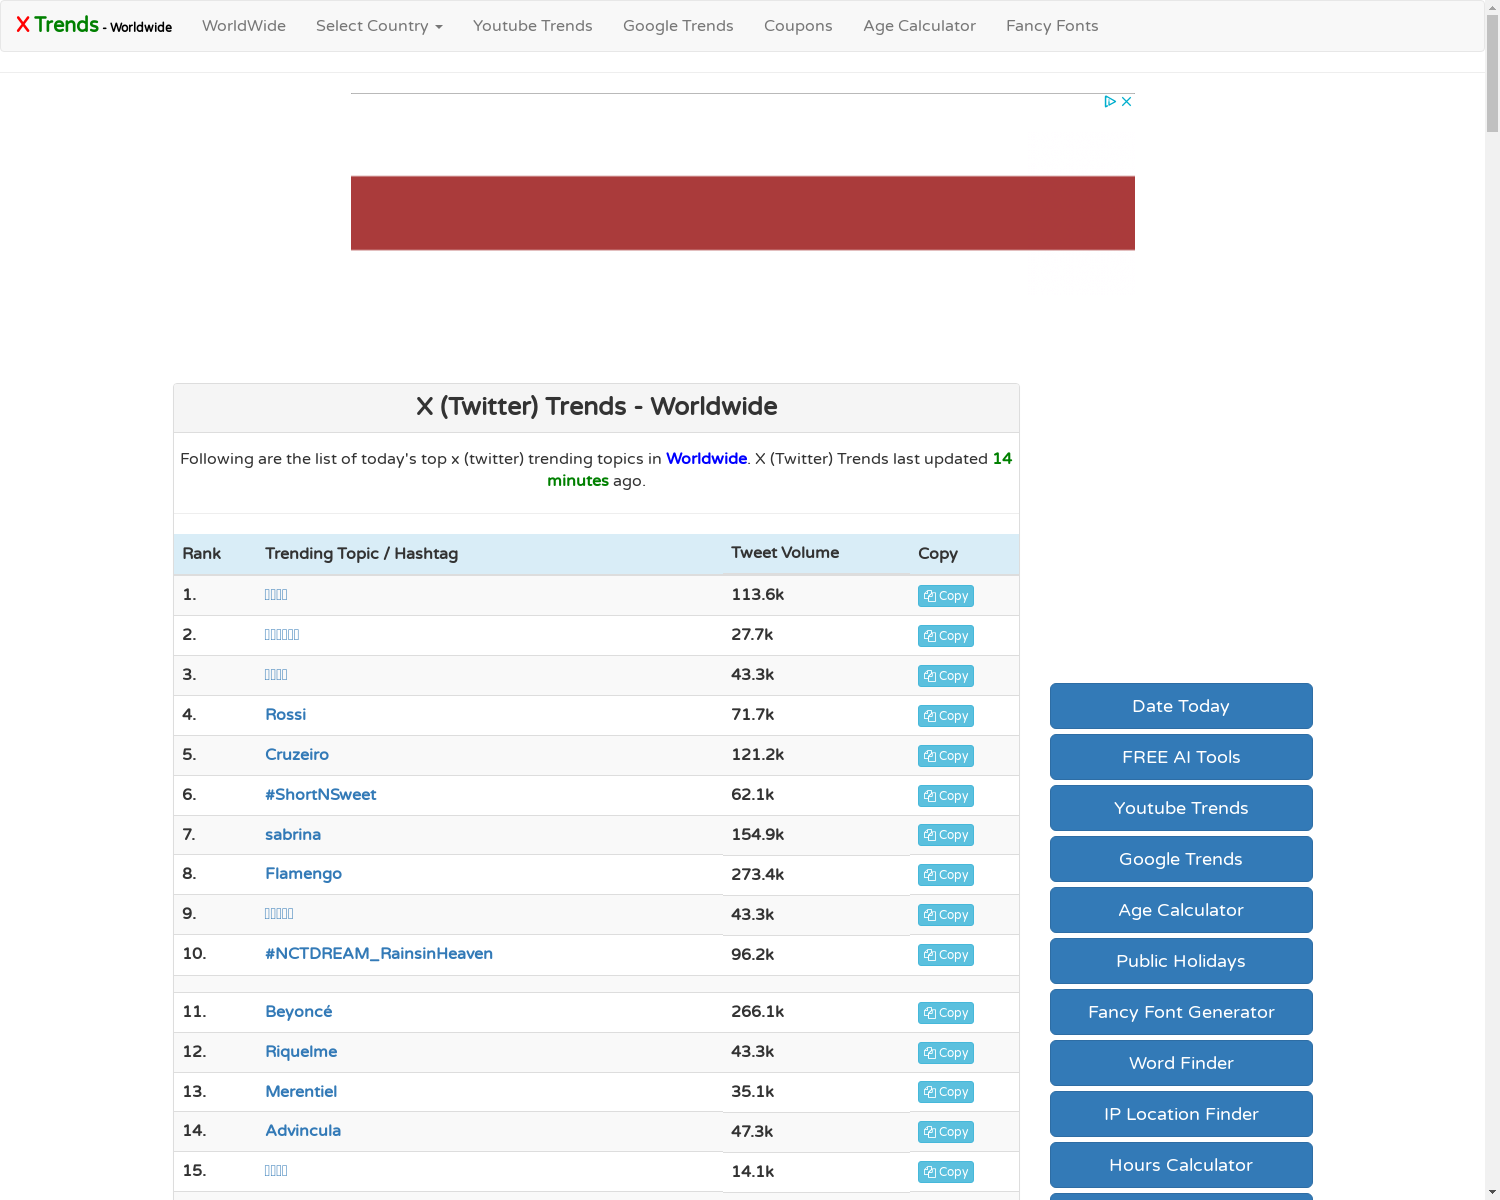 X Trends - Worldwide
WorldWide
Select Country
Youtube Trends
Google Trends
Coupons
Age Calculator
Fancy Fonts
X (Twitter) Trends - Worldwide
Following are the list of today's top x (twitter) trending topics in Worldwide. X (Twitter) Trends last updated 14
minutes ago.
Rank Trending Topic / Hashtag Tweet Volume Copy
1. 113.6k Copy
2. 27.7k Copy
3. 43.3k Copy
4. Rossi 71.7k Copy
5. Cruzeiro 121.2k Copy
6. #ShortNSweet 62.1k Copy
7. sabrina 154.9k Copy
8. Flamengo 273.4k Copy
9. 43.3k Copy
10. #NCTDREAM_RainsinHeaven 96.2k Copy
11. Beyoncé 266.1k Copy
12. Riquelme 43.3k Copy
13. Merentiel 35.1k Copy
14. Advincula 47.3k Copy
15. 14.1k Copy
Date Today
FREE AI Tools
Youtube Trends
Google Trends
Age Calculator
Public Holidays
Fancy Font Generator
Word Finder
IP Location Finder
Hours Calculator